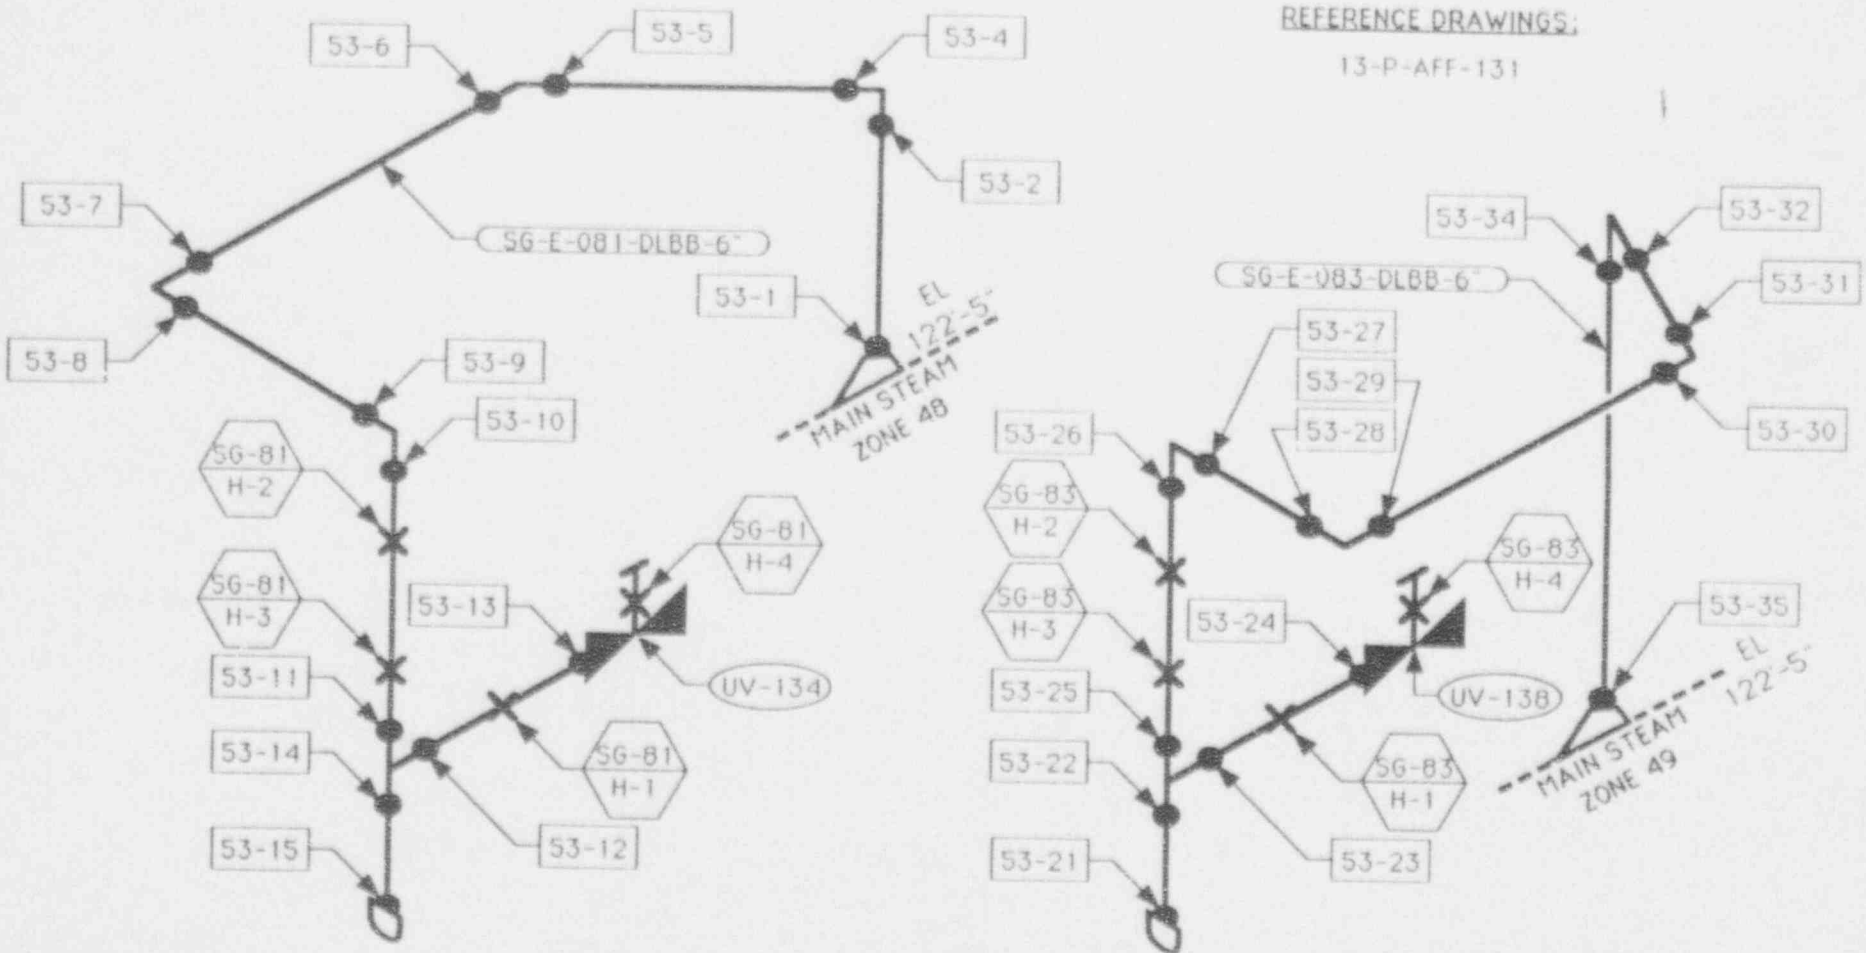 REFERENCE DRAWINGS:
13-P-AFF-131
53-6
53-5
53-4
53-2
53-7
SG-E-081-DLBB-6"
53-1
EL
122'-5"
MAIN STEAM
ZONE 48
53-8
53-9
53-10
SG-81
H-2
SG-81
H-3
SG-81
H-4
53-13
53-11
UV-134
53-14
SG-81
H-1
53-15
53-12
53-34
53-32
SG-E-083-DLBB-6"
53-31
53-27
53-29
53-28
53-26
53-30
SG-83
H-2
SG-83
H-3
SG-83
H-4
53-24
53-35
53-25
UV-138
EL
122'-5"
MAIN STEAM
ZONE 49
53-22
SG-83
H-1
53-21
53-23